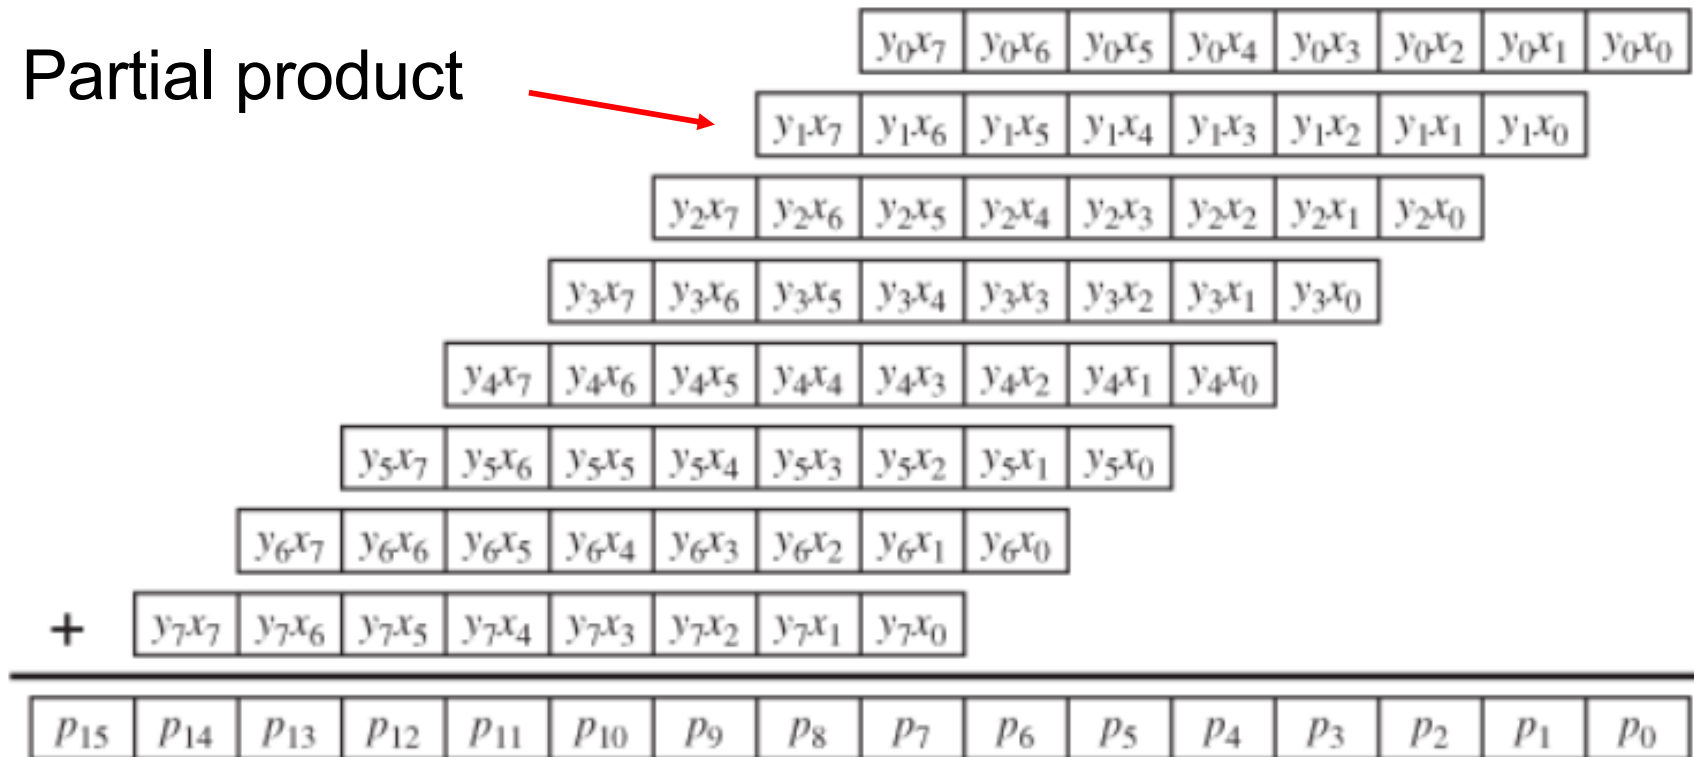 y₀x₇ y₀x₆ y₀x₅ y₀x₄ y₀x₃ y₀x₂ y₀x₁ y₀x₀
Partial product
y₁x₇ y₁x₆ y₁x₅ y₁x₄ y₁x₃ y₁x₂ y₁x₁ y₁x₀
y₂x₇ y₂x₆ y₂x₅ y₂x₄ y₂x₃ y₂x₂ y₂x₁ y₂x₀
y₃x₇ y₃x₆ y₃x₅ y₃x₄ y₃x₃ y₃x₂ y₃x₁ y₃x₀
y₄x₇ y₄x₆ y₄x₅ y₄x₄ y₄x₃ y₄x₂ y₄x₁ y₄x₀
y₅x₇ y₅x₆ y₅x₅ y₅x₄ y₅x₃ y₅x₂ y₅x₁ y₅x₀
y₆x₇ y₆x₆ y₆x₅ y₆x₄ y₆x₃ y₆x₂ y₆x₁ y₆x₀
+ y₇x₇ y₇x₆ y₇x₅ y₇x₄ y₇x₃ y₇x₂ y₇x₁ y₇x₀
p₁₅ p₁₄ p₁₃ p₁₂ p₁₁ p₁₀ p₉ p₈ p₇ p₆ p₅ p₄ p₃ p₂ p₁ p₀